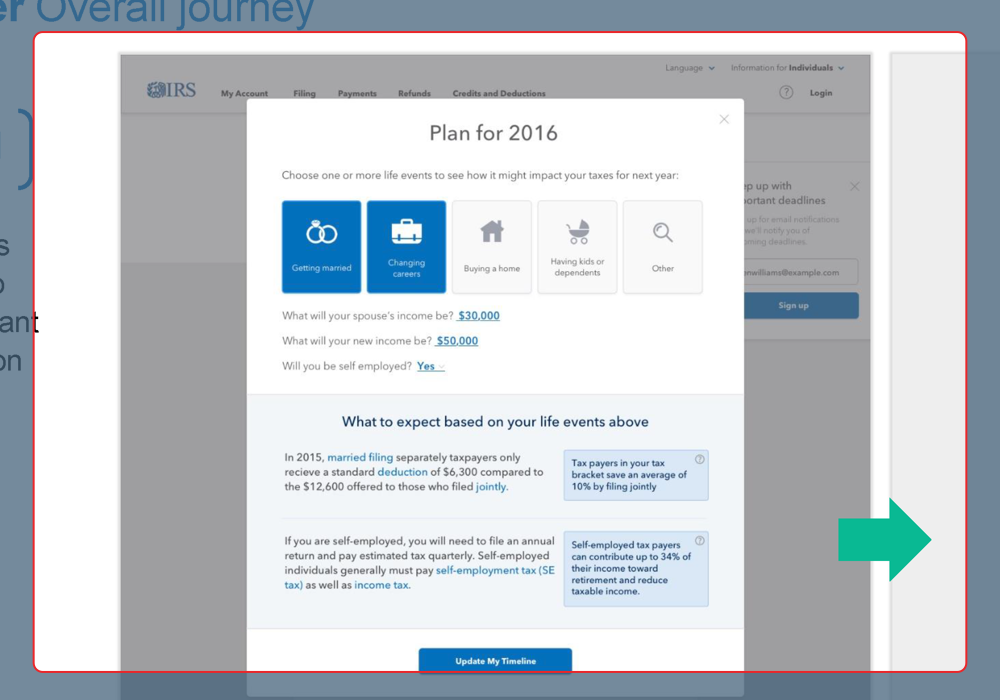 er Overall journey
s
o
ant
on
Language
Information for Individuals
IRS
My Account
Filing
Payments
Refunds
Credits and Deductions
?
Login
Plan for 2016
Choose one or more life events to see how it might impact your taxes for next year:
Getting married
Changing
careers
Buying a home
Having kids or
dependents
Other
What will your spouse's income be? $30,000
What will your new income be? $50,000
Will you be self employed? Yes
ep up with
portant deadlines
up for email notifications
we'll notify you of
oming deadlines.
enwilliams@example.com
Sign up
What to expect based on your life events above
In 2015, married filing separately taxpayers only
recieve a standard deduction of $6,300 compared to
the $12,600 offered to those who filed jointly.
Tax payers in your tax
bracket save an average of
10% by filing jointly
?
If you are self-employed, you will need to file an annual
return and pay estimated tax quarterly. Self-employed
individuals generally must pay self-employment tax (SE
tax) as well as income tax.
Self-employed tax payers
can contribute up to 34% of
their income toward
retirement and reduce
taxable income.
?
Update My Timeline